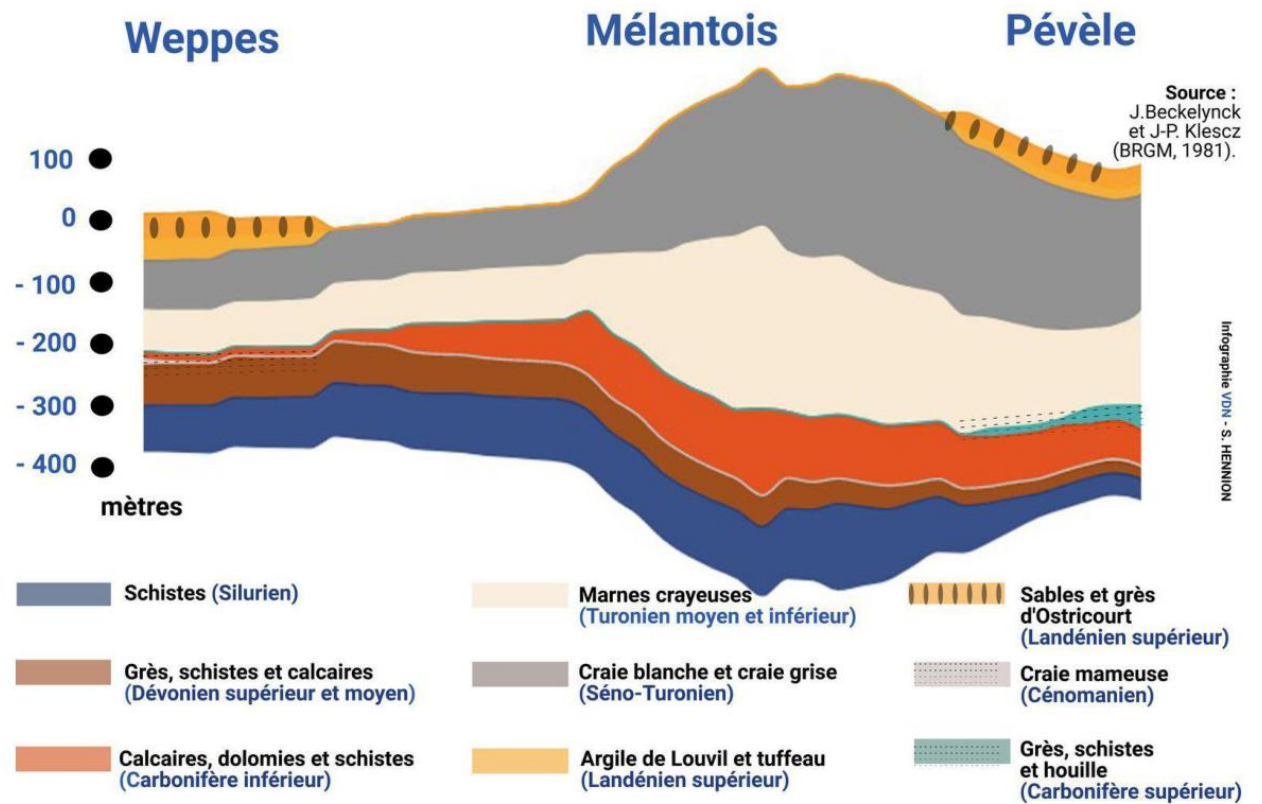 Weppes
Mélantois
Pévèle
Source :
J.Beckelynck
et J-P. Klescz
(BRGM, 1981).
100
0
- 100
- 200
- 300
- 400
mètres
Infographie VDN - S. HENNION
Schistes (Silurien)
Grès, schistes et calcaires
(Dévonien supérieur et moyen)
Calcaires, dolomies et schistes
(Carbonifère inférieur)
Marnes crayeuses
(Turonien moyen et inférieur)
Craie blanche et craie grise
(Séno-Turonien)
Argile de Louvil et tuffeau
(Landénien supérieur)
Sables et grès
d'Ostricourt
(Landénien supérieur)
Craie mameuse
(Cénomanien)
Grès, schistes
et houille
(Carbonifère supérieur)